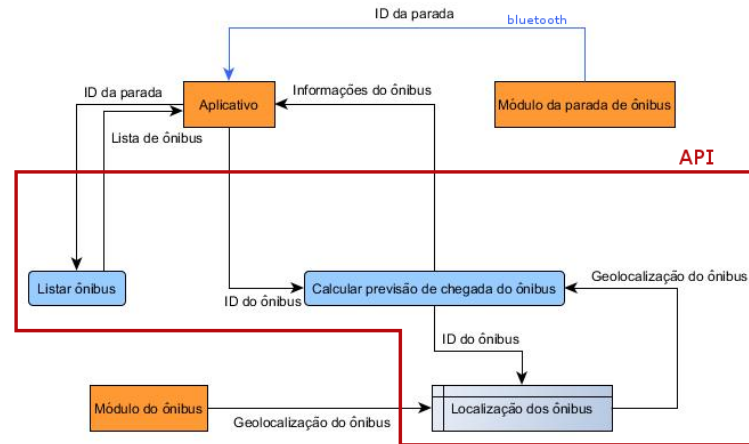 ID da parada
bluetooth
ID da parada
Aplicativo
Informações do ônibus
Módulo da parada de ônibus
Lista de ônibus
API
Listar ônibus
ID do ônibus
Calcular previsão de chegada do ônibus
Geolocalização do ônibus
ID do ônibus
Módulo do ônibus
Geolocalização do ônibus
Localização dos ônibus